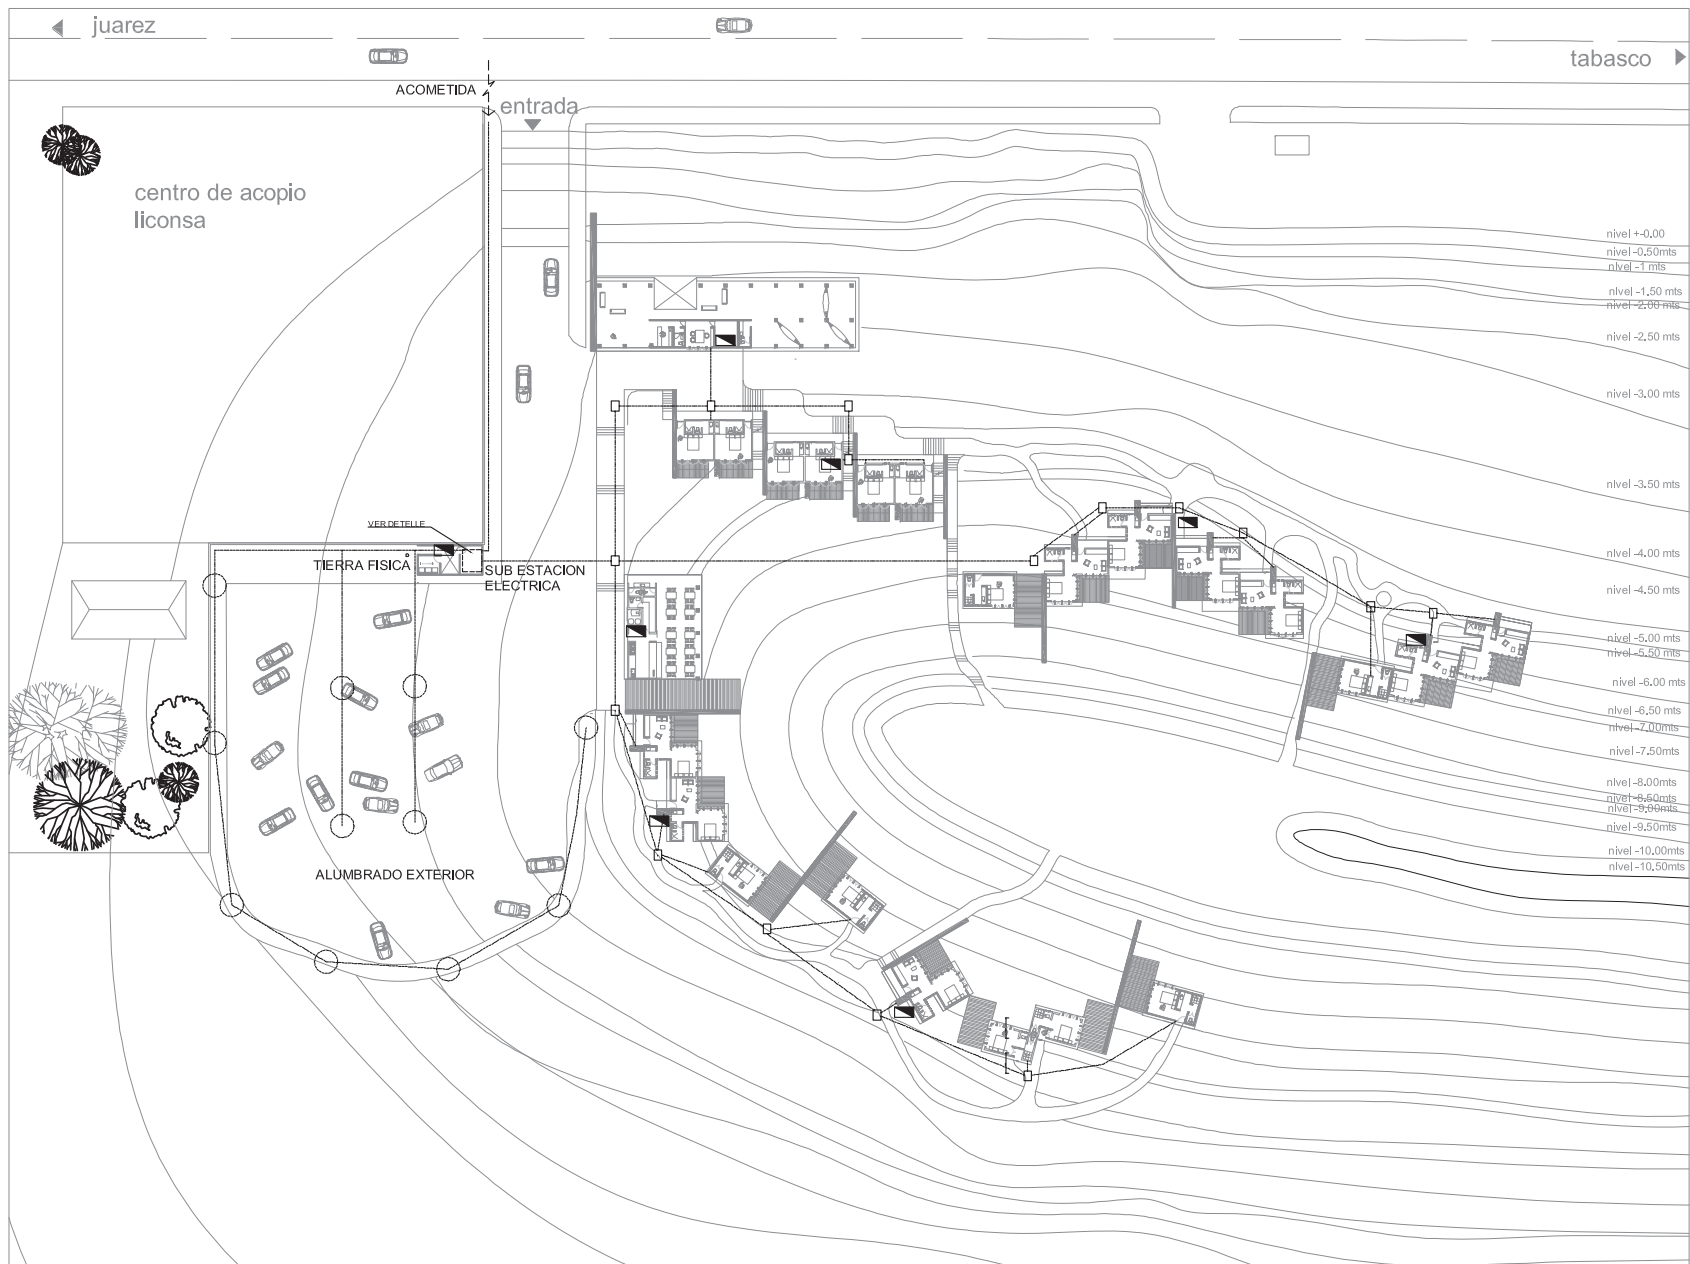 juarez
tabasco
ACOMETIDA
entrada
centro de acopio
liconsa
nivel +-0.00
nivel -0.50mts
nivel -1 mts
nivel -1.50 mts
nivel -2.00 mts
nivel -2.50 mts
nivel -3.00 mts
nivel -3.50 mts
nivel -4.00 mts
nivel -4.50 mts
nivel -5.00 mts
nivel -5.50 mts
nivel -6.00 mts
nivel -6.50 mts
nivel -7.00mts
nivel -7.50mts
nivel -8.00mts
nivel -8.50mts
nivel -9.00mts
nivel -9.50mts
nivel -10.00mts
nivel -10.50mts
VER DETELLE
TIERRA FISICA
SUB ESTACION
ELECTRICA
ALUMBRADO EXTERIOR